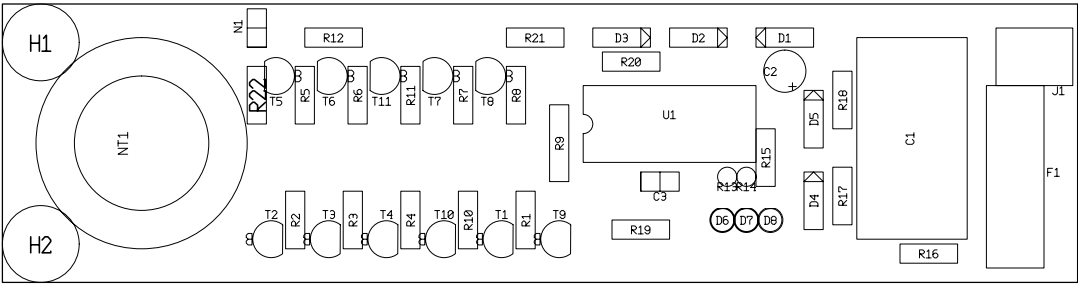 H1
N1
R12
R21
D3
D2
D1
R20
C2
+
J1
R22
T5
R5
T6
R6
T11
R11
T7
R7
T8
R8
R9
U1
D5
R18
C1
NT1
R15
F1
R13
R14
C3
D4
R17
T2
R2
T3
R3
T4
R4
T10
R10
T1
R1
T9
D6
D7
D8
R19
H2
R16